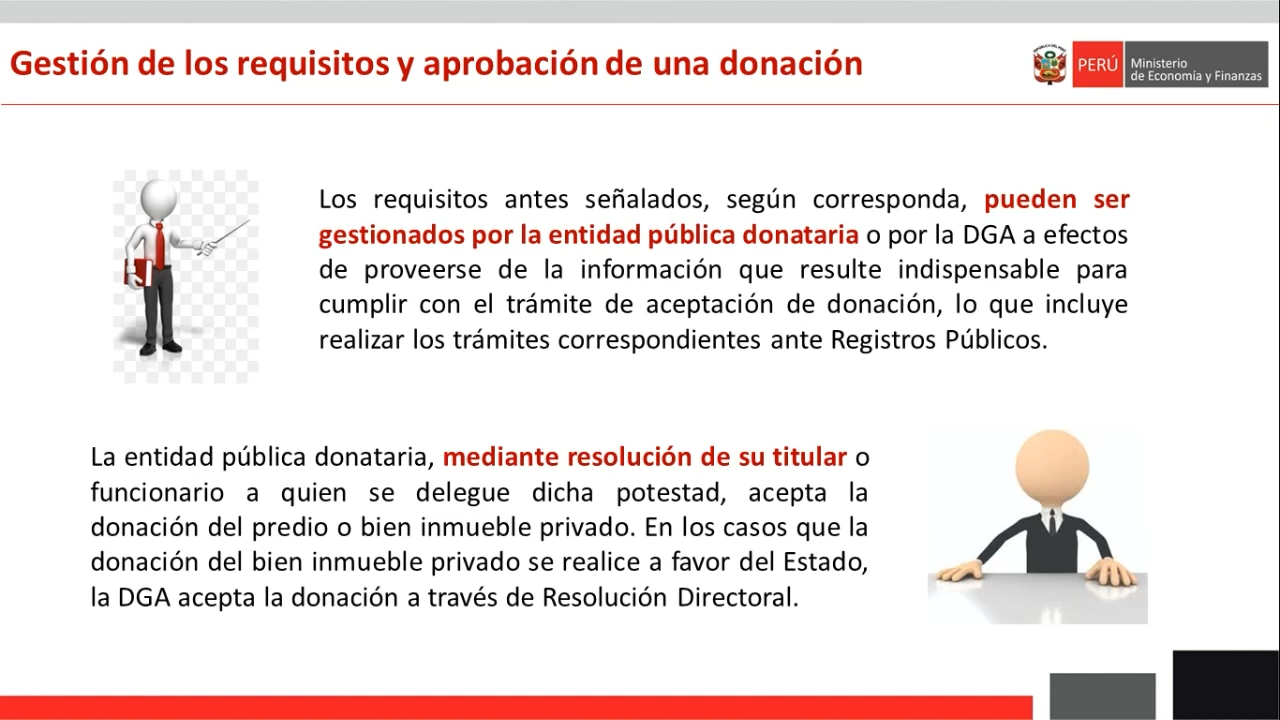 Gestión de los requisitos y aprobación de una donación
REPÚBLICA DEL PERÚ
PERÚ
Ministerio
de Economía y Finanzas
Los requisitos antes señalados, según corresponda, pueden ser
gestionados por la entidad pública donataria o por la DGA a efectos
de proveerse de la información que resulte indispensable para
cumplir con el trámite de aceptación de donación, lo que incluye
realizar los trámites correspondientes ante Registros Públicos.
La entidad pública donataria, mediante resolución de su titular o
funcionario a quien se delegue dicha potestad, acepta la
donación del predio o bien inmueble privado. En los casos que la
donación del bien inmueble privado se realice a favor del Estado,
la DGA acepta la donación a través de Resolución Directoral.